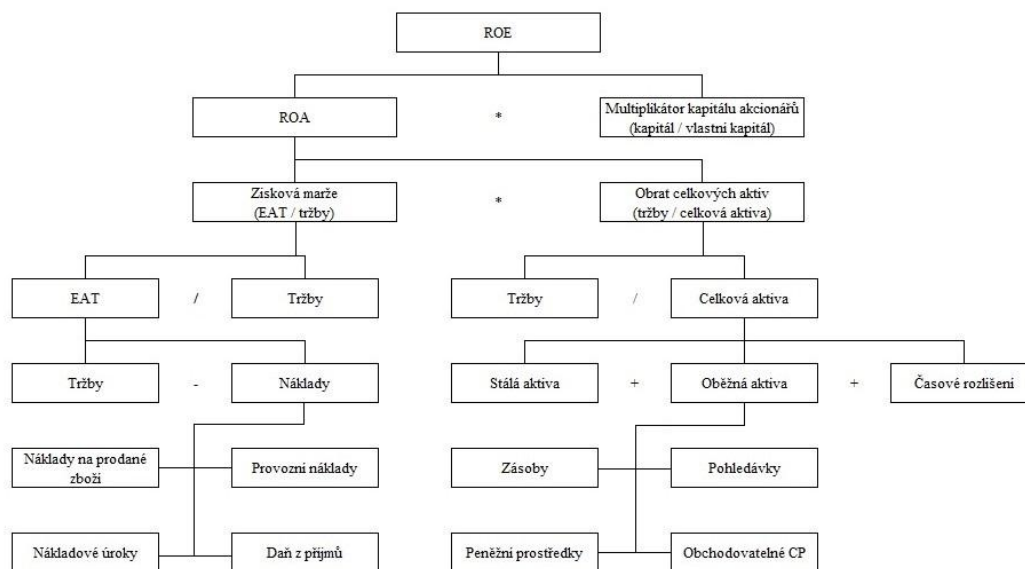 ROE
ROA
*
Multiplikátor kapitálu akcionářů
(kapitál / vlastní kapitál)
Zisková marže
(EAT / tržby)
*
Obrat celkových aktiv
(tržby / celková aktiva)
EAT
/
Tržby
Tržby
/
Celková aktiva
Tržby
-
Náklady
Stálá aktiva
+
Oběžná aktiva
+
Časové rozlišení
Náklady na prodané
zboží
Provozní náklady
Zásoby
Pohledávky
Nákladové úroky
Daň z příjmů
Peněžní prostředky
Obchodovatelné CP